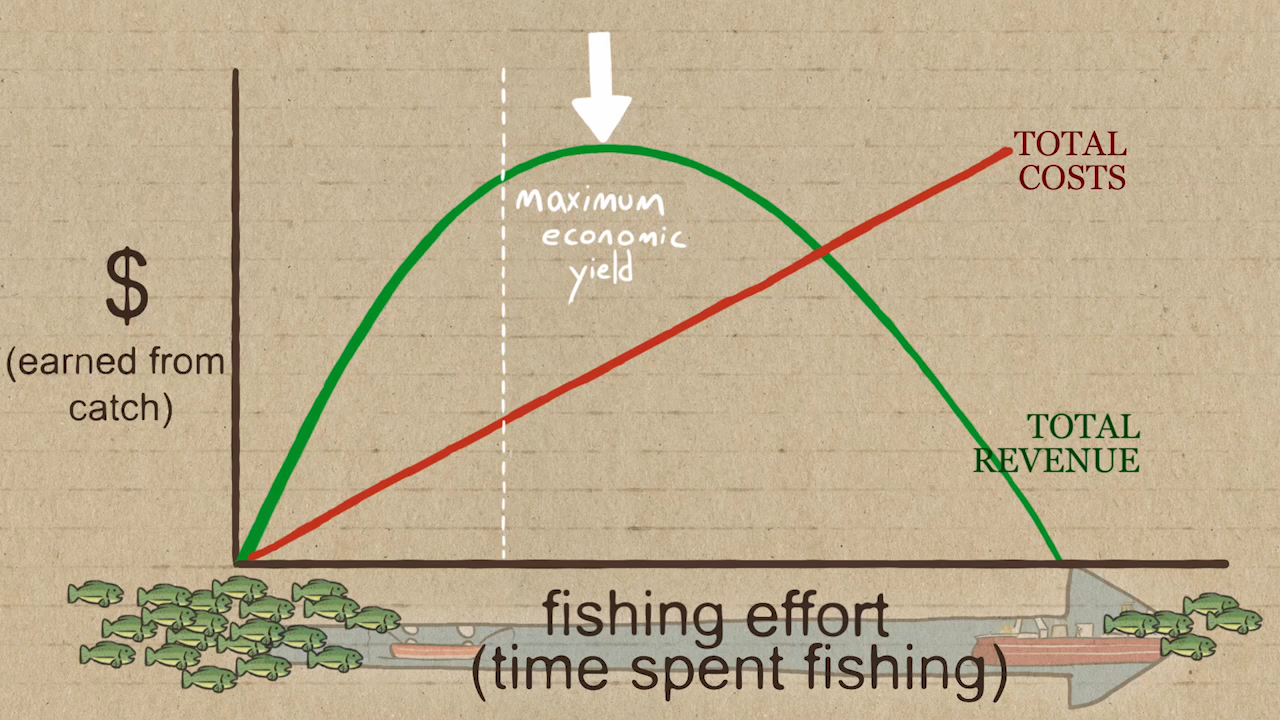 TOTAL
COSTS
maximum
economic
yield
$
(earned from
catch)
TOTAL
REVENUE
fishing effort
(time spent fishing)